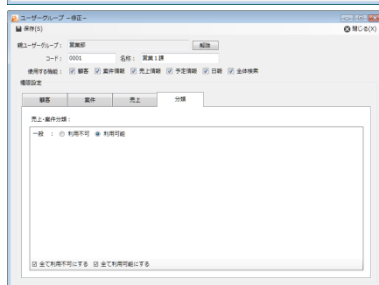 ユーザーグループ -修正-
保存(S)
閉じる(X)
親ユーザーグループ： 営業部 解除
コード： 0001 名称： 営業１課
使用する機能： 顧客 案件情報 売上情報 予定情報 日報 全体検索
権限設定
顧客 案件 売上 分類
売上・案件分類：
一般 ： 利用不可 利用可能
全て利用不可にする 全て利用可能にする